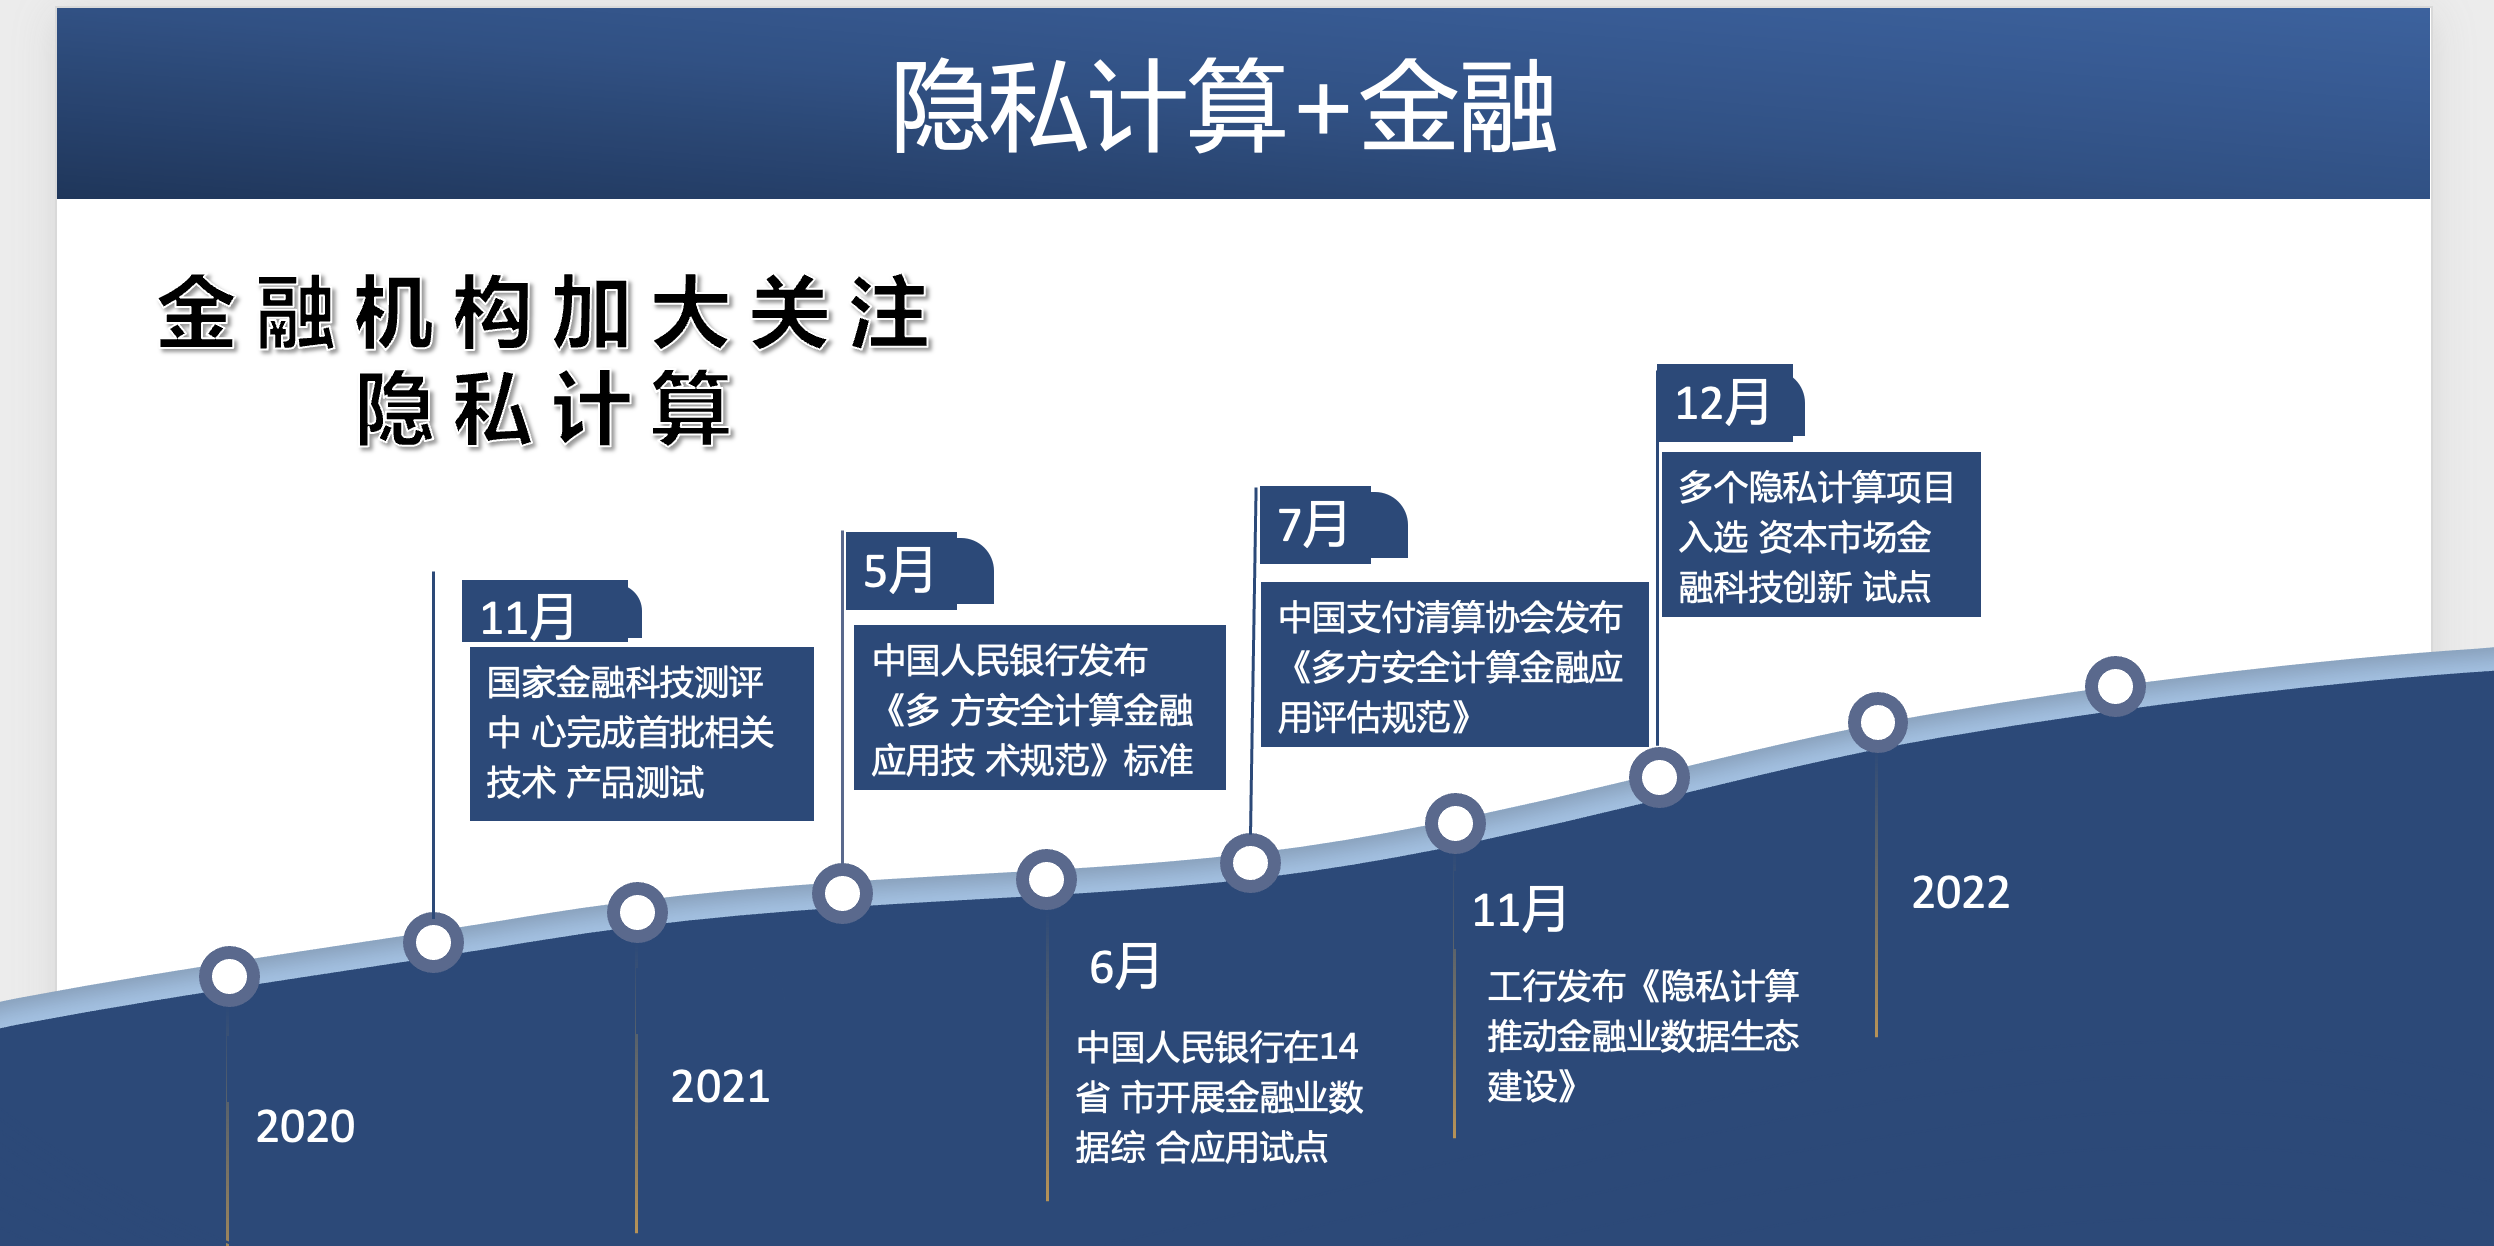 隐私计算+金融
金融机构加大关注
隐私计算
2020
11月
国家金融科技测评
中 心完成首批相关
技术 产品测试
2021
5月
中国人民银行发布
《多 方安全计算金融
应用技 术规范》标准
6月
中国人民银行在14
省 市开展金融业数
据综 合应用试点
7月
中国支付清算协会发布
《多方安全计算金融应
用评估规范》
11月
工行发布《隐私计算
推动金融业数据生态
建设》
12月
多个隐私计算项目
入选 资本市场金
融科技创新 试点
2022